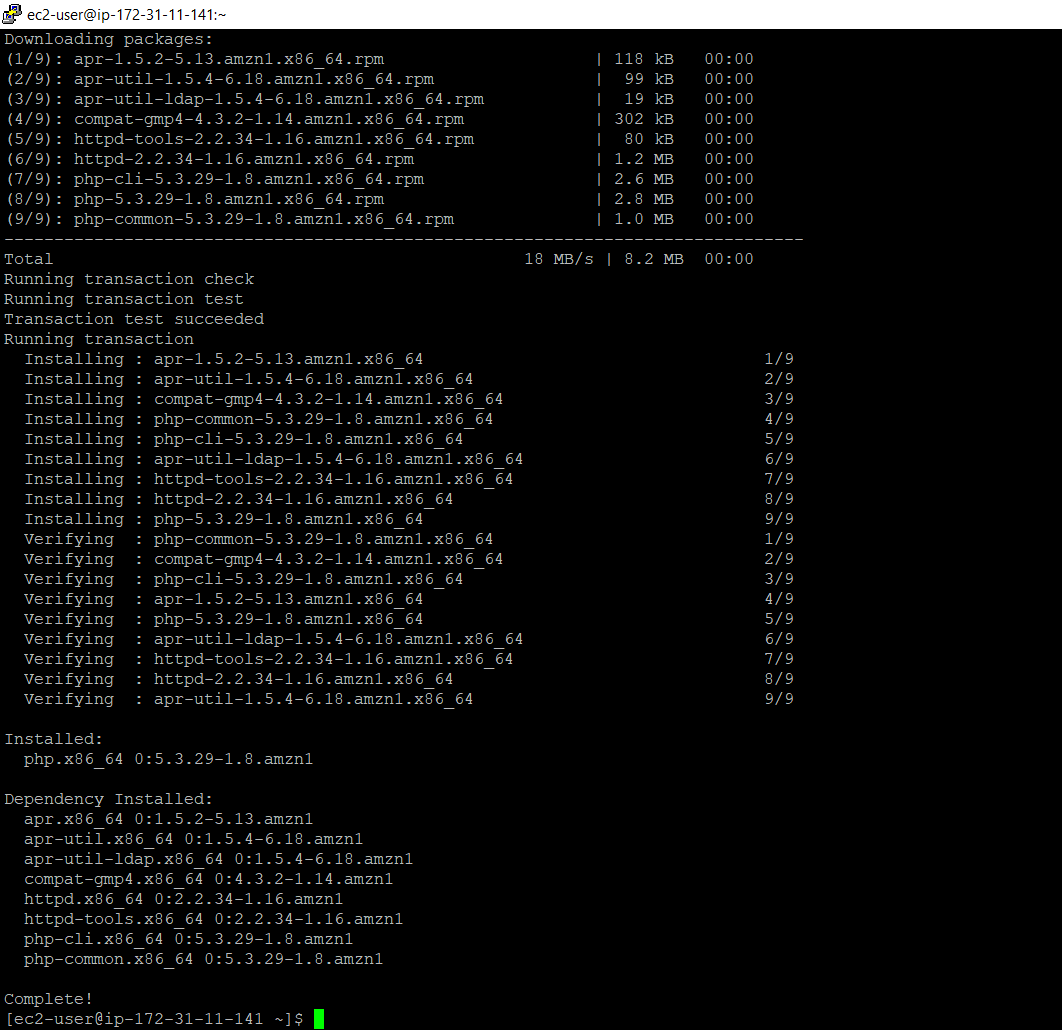 ec2-user@ip-172-31-11-141:~
Downloading packages:
(1/9): apr-1.5.2-5.13.amzn1.x86_64.rpm | 118 kB 00:00
(2/9): apr-util-1.5.4-6.18.amzn1.x86_64.rpm | 99 kB 00:00
(3/9): apr-util-ldap-1.5.4-6.18.amzn1.x86_64.rpm | 19 kB 00:00
(4/9): compat-gmp4-4.3.2-1.14.amzn1.x86_64.rpm | 302 kB 00:00
(5/9): httpd-tools-2.2.34-1.16.amzn1.x86_64.rpm | 80 kB 00:00
(6/9): httpd-2.2.34-1.16.amzn1.x86_64.rpm | 1.2 MB 00:00
(7/9): php-cli-5.3.29-1.8.amzn1.x86_64.rpm | 2.6 MB 00:00
(8/9): php-5.3.29-1.8.amzn1.x86_64.rpm | 2.8 MB 00:00
(9/9): php-common-5.3.29-1.8.amzn1.x86_64.rpm | 1.0 MB 00:00
--------------------------------------------------------------------------------
Total 18 MB/s | 8.2 MB 00:00
Running transaction check
Running transaction test
Transaction test succeeded
Running transaction
Installing : apr-1.5.2-5.13.amzn1.x86_64 1/9
Installing : apr-util-1.5.4-6.18.amzn1.x86_64 2/9
Installing : compat-gmp4-4.3.2-1.14.amzn1.x86_64 3/9
Installing : php-common-5.3.29-1.8.amzn1.x86_64 4/9
Installing : php-cli-5.3.29-1.8.amzn1.x86_64 5/9
Installing : apr-util-ldap-1.5.4-6.18.amzn1.x86_64 6/9
Installing : httpd-tools-2.2.34-1.16.amzn1.x86_64 7/9
Installing : httpd-2.2.34-1.16.amzn1.x86_64 8/9
Installing : php-5.3.29-1.8.amzn1.x86_64 9/9
Verifying : php-common-5.3.29-1.8.amzn1.x86_64 1/9
Verifying : compat-gmp4-4.3.2-1.14.amzn1.x86_64 2/9
Verifying : php-cli-5.3.29-1.8.amzn1.x86_64 3/9
Verifying : apr-1.5.2-5.13.amzn1.x86_64 4/9
Verifying : php-5.3.29-1.8.amzn1.x86_64 5/9
Verifying : apr-util-ldap-1.5.4-6.18.amzn1.x86_64 6/9
Verifying : httpd-tools-2.2.34-1.16.amzn1.x86_64 7/9
Verifying : httpd-2.2.34-1.16.amzn1.x86_64 8/9
Verifying : apr-util-1.5.4-6.18.amzn1.x86_64 9/9
Installed:
php.x86_64 0:5.3.29-1.8.amzn1
Dependency Installed:
apr.x86_64 0:1.5.2-5.13.amzn1
apr-util.x86_64 0:1.5.4-6.18.amzn1
apr-util-ldap.x86_64 0:1.5.4-6.18.amzn1
compat-gmp4.x86_64 0:4.3.2-1.14.amzn1
httpd.x86_64 0:2.2.34-1.16.amzn1
httpd-tools.x86_64 0:2.2.34-1.16.amzn1
php-cli.x86_64 0:5.3.29-1.8.amzn1
php-common.x86_64 0:5.3.29-1.8.amzn1
Complete!
[ec2-user@ip-172-31-11-141 ~]$